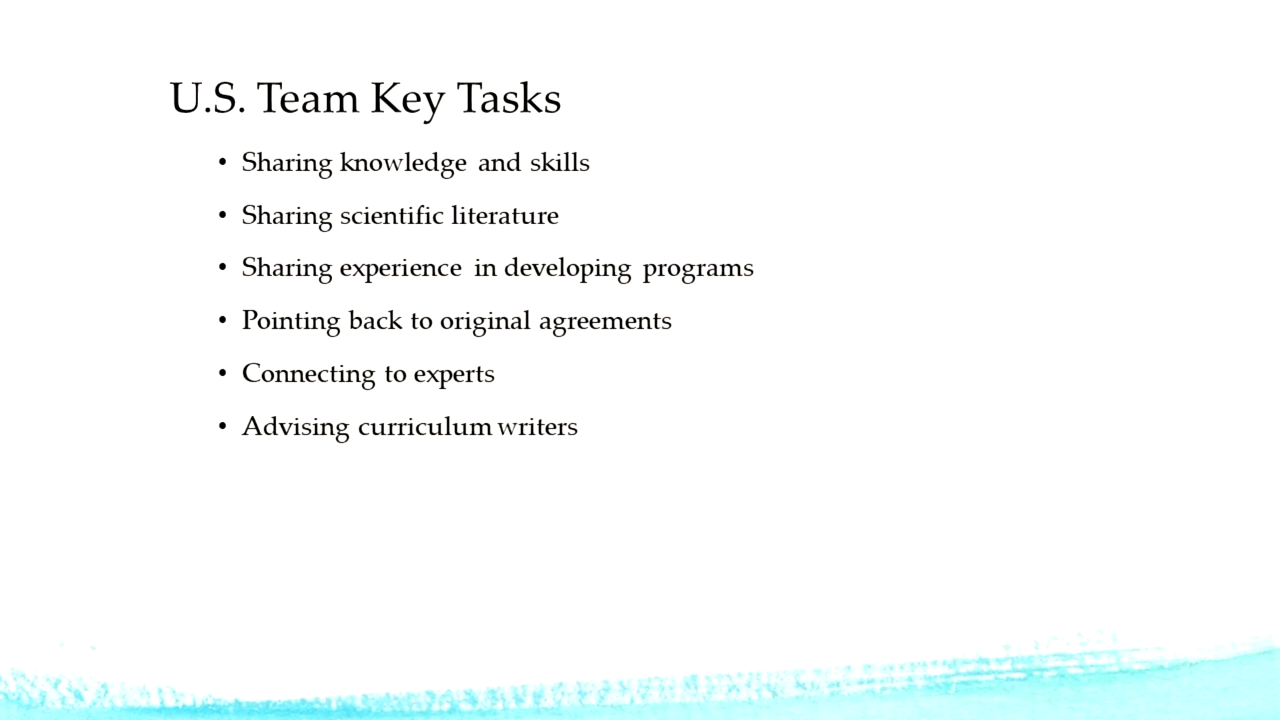 U.S. Team Key Tasks
• Sharing knowledge and skills
• Sharing scientific literature
• Sharing experience in developing programs
• Pointing back to original agreements
• Connecting to experts
• Advising curriculum writers